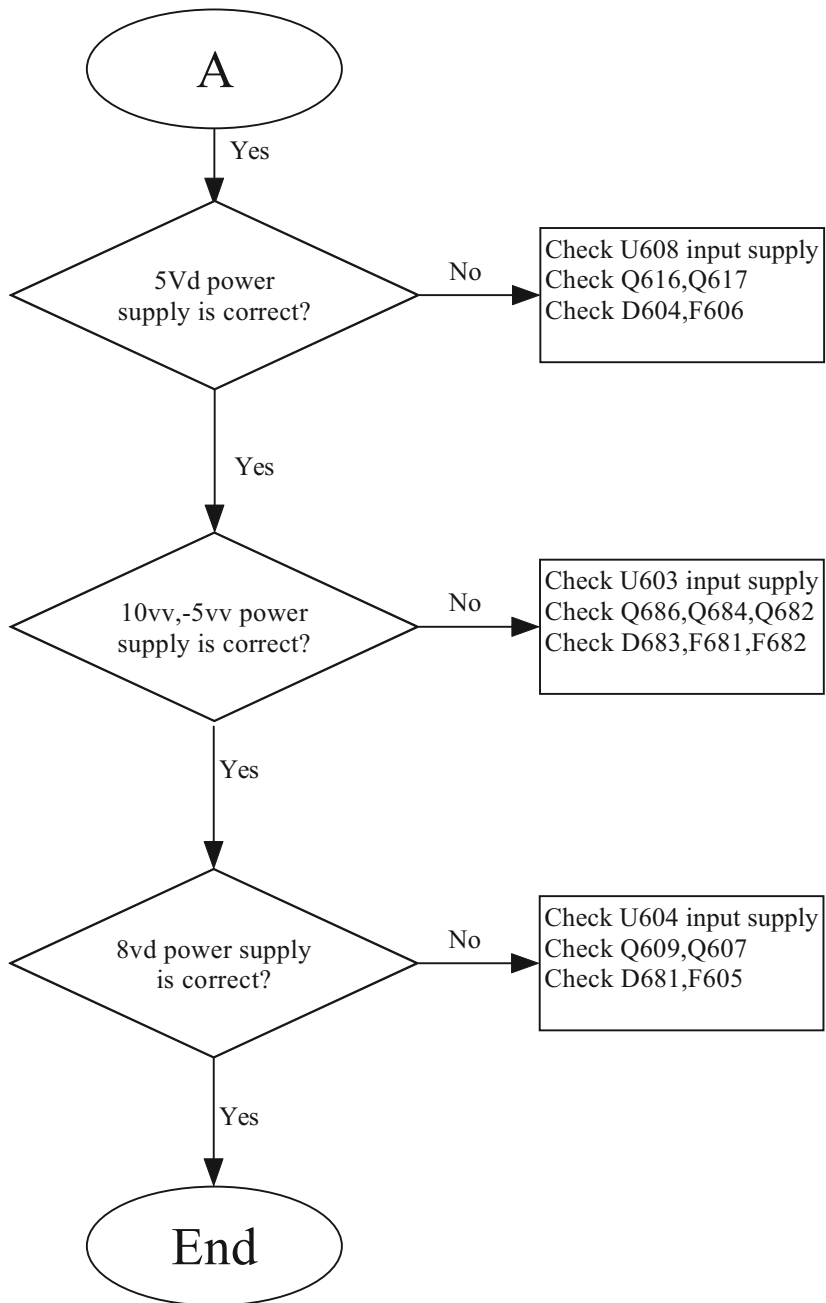 A
Yes
5Vd power
supply is correct?
No
Check U608 input supply
Check Q616,Q617
Check D604,F606
Yes
10vv,-5vv power
supply is correct?
No
Check U603 input supply
Check Q686,Q684,Q682
Check D683,F681,F682
Yes
8vd power supply
is correct?
No
Check U604 input supply
Check Q609,Q607
Check D681,F605
Yes
End